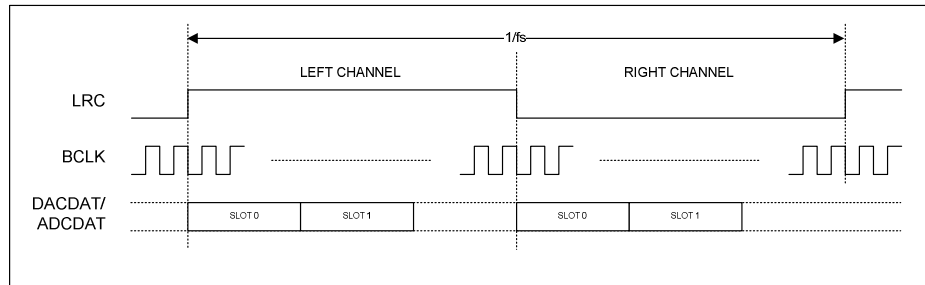 1/fs
LEFT CHANNEL RIGHT CHANNEL
LRC
BCLK
DACDAT/
ADCDAT
SLOT 0 SLOT 1 SLOT 0 SLOT 1